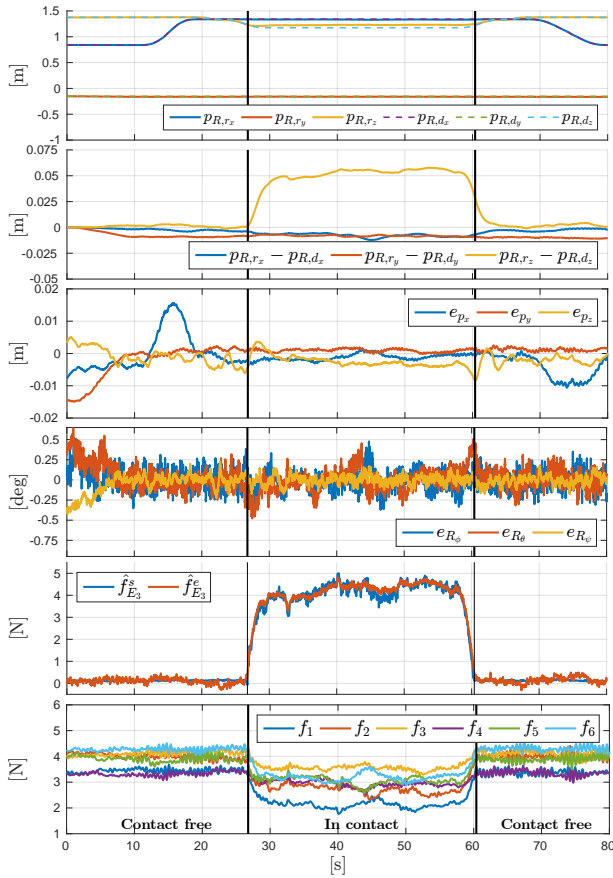 1.5
1
0.5
0
-0.5
-1
[m]
p_{R,r_x} p_{R,r_y} p_{R,r_z} p_{R,d_x} p_{R,d_y} p_{R,d_z}
0.075
0.05
0.025
0
-0.025
-0.05
[m]
p_{R,r_x} − p_{R,d_x} p_{R,r_y} − p_{R,d_y} p_{R,r_z} − p_{R,d_z}
0.02
0.01
0
-0.01
-0.02
[m]
e_{p_x} e_{p_y} e_{p_z}
0.5
0.25
0
-0.25
-0.5
-0.75
[deg]
e_{R_ϕ} e_{R_θ} e_{R_ψ}
5
4
3
2
1
0
[N]
f̂^s_{E_3} f̂^e_{E_3}
6
5
4
3
2
1
[N]
f_1 f_2 f_3 f_4 f_5 f_6
Contact free In contact Contact free
0 10 20 30 40 50 60 70 80
[s]